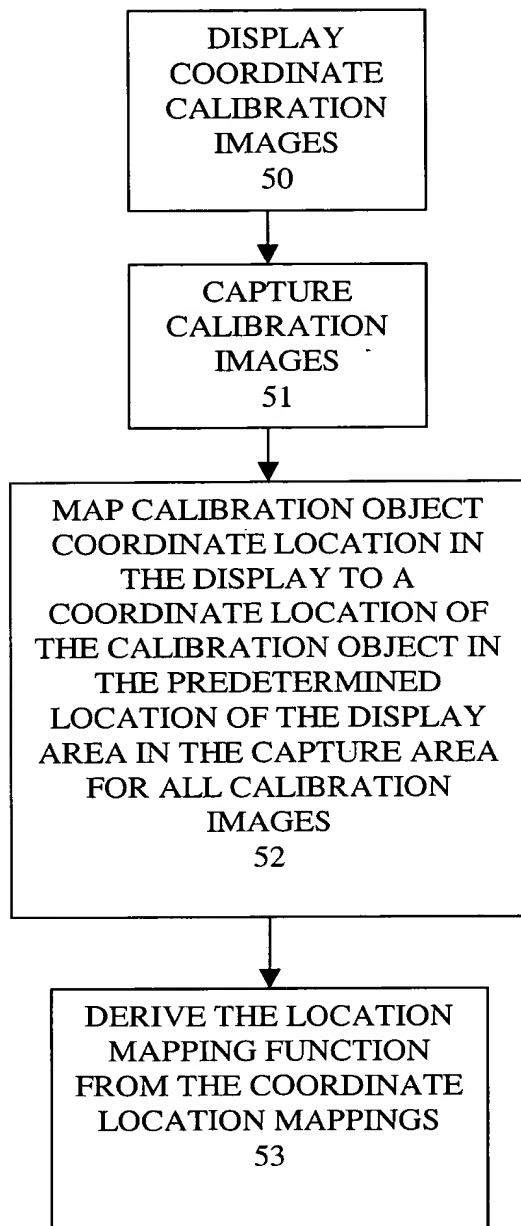 DISPLAY
COORDINATE
CALIBRATION
IMAGES
50
CAPTURE
CALIBRATION
IMAGES
51
MAP CALIBRATION OBJECT
COORDINATE LOCATION IN
THE DISPLAY TO A
COORDINATE LOCATION OF
THE CALIBRATION OBJECT IN
THE PREDETERMINED
LOCATION OF THE DISPLAY
AREA IN THE CAPTURE AREA
FOR ALL CALIBRATION
IMAGES
52
DERIVE THE LOCATION
MAPPING FUNCTION
FROM THE COORDINATE
LOCATION MAPPINGS
53